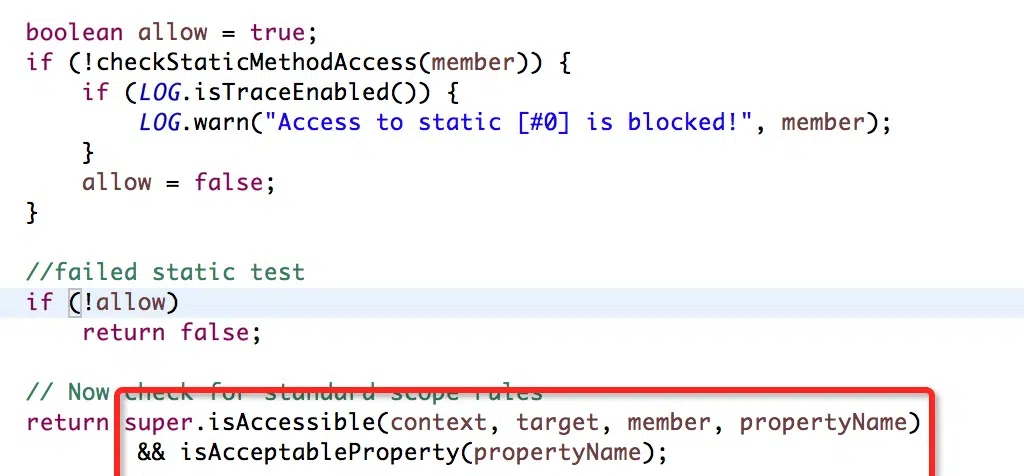 boolean allow = true;
if (!checkStaticMethodAccess(member)) {
    if (LOG.isTraceEnabled()) {
        LOG.warn("Access to static [#0] is blocked!", member);
    }
    allow = false;
}
//failed static test
if (!allow)
    return false;
// Now check for standard scope rules
return super.isAccessible(context, target, member, propertyName)
        && isAcceptableProperty(propertyName);